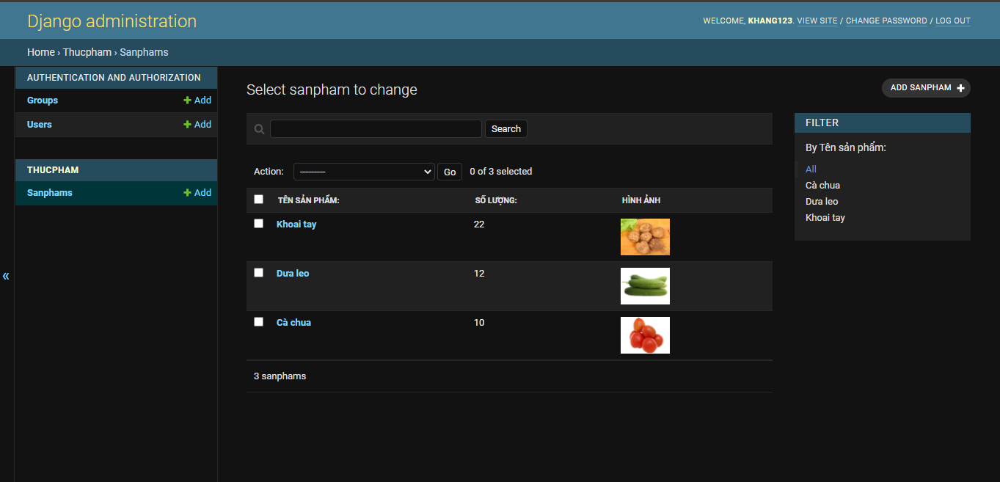 Django administration
WELCOME, KHANG123. VIEW SITE / CHANGE PASSWORD / LOG OUT
Home › Thucpham › Sanphams
AUTHENTICATION AND AUTHORIZATION
Groups + Add
Users + Add
THUCPHAM
Sanphams + Add
«
Select sanpham to change
ADD SANPHAM +
Search
Action: --------- Go 0 of 3 selected
TÊN SẢN PHẨM: SỐ LƯỢNG: HÌNH ẢNH
Khoai tay 22
Dưa leo 12
Cà chua 10
3 sanphams
FILTER
By Tên sản phẩm:
All
Cà chua
Dưa leo
Khoai tay